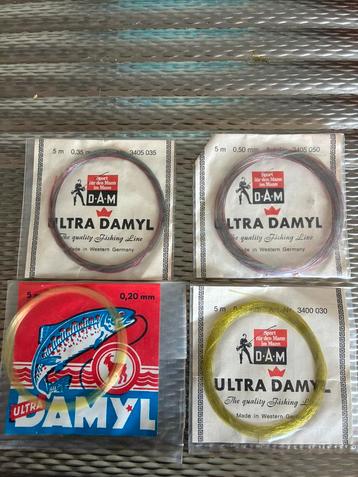 5 m 0,35 mm 3405 035
Sport
für den Mann
im Mann
D·A·M
ULTRA DAMYL
The quality Fishing Line
Made in Western Germany
5 m 0,50 mm 3405 050
Sport
für den Mann
im Mann
D·A·M
ULTRA DAMYL
The quality Fishing Line
Made in Western Germany
5 m 0,20 mm
ULTRA
DAMYL
5 m 3400 030
Sport
für den Mann
im Mann
D·A·M
ULTRA DAMYL
The quality Fishing Line
Made in Western Germany